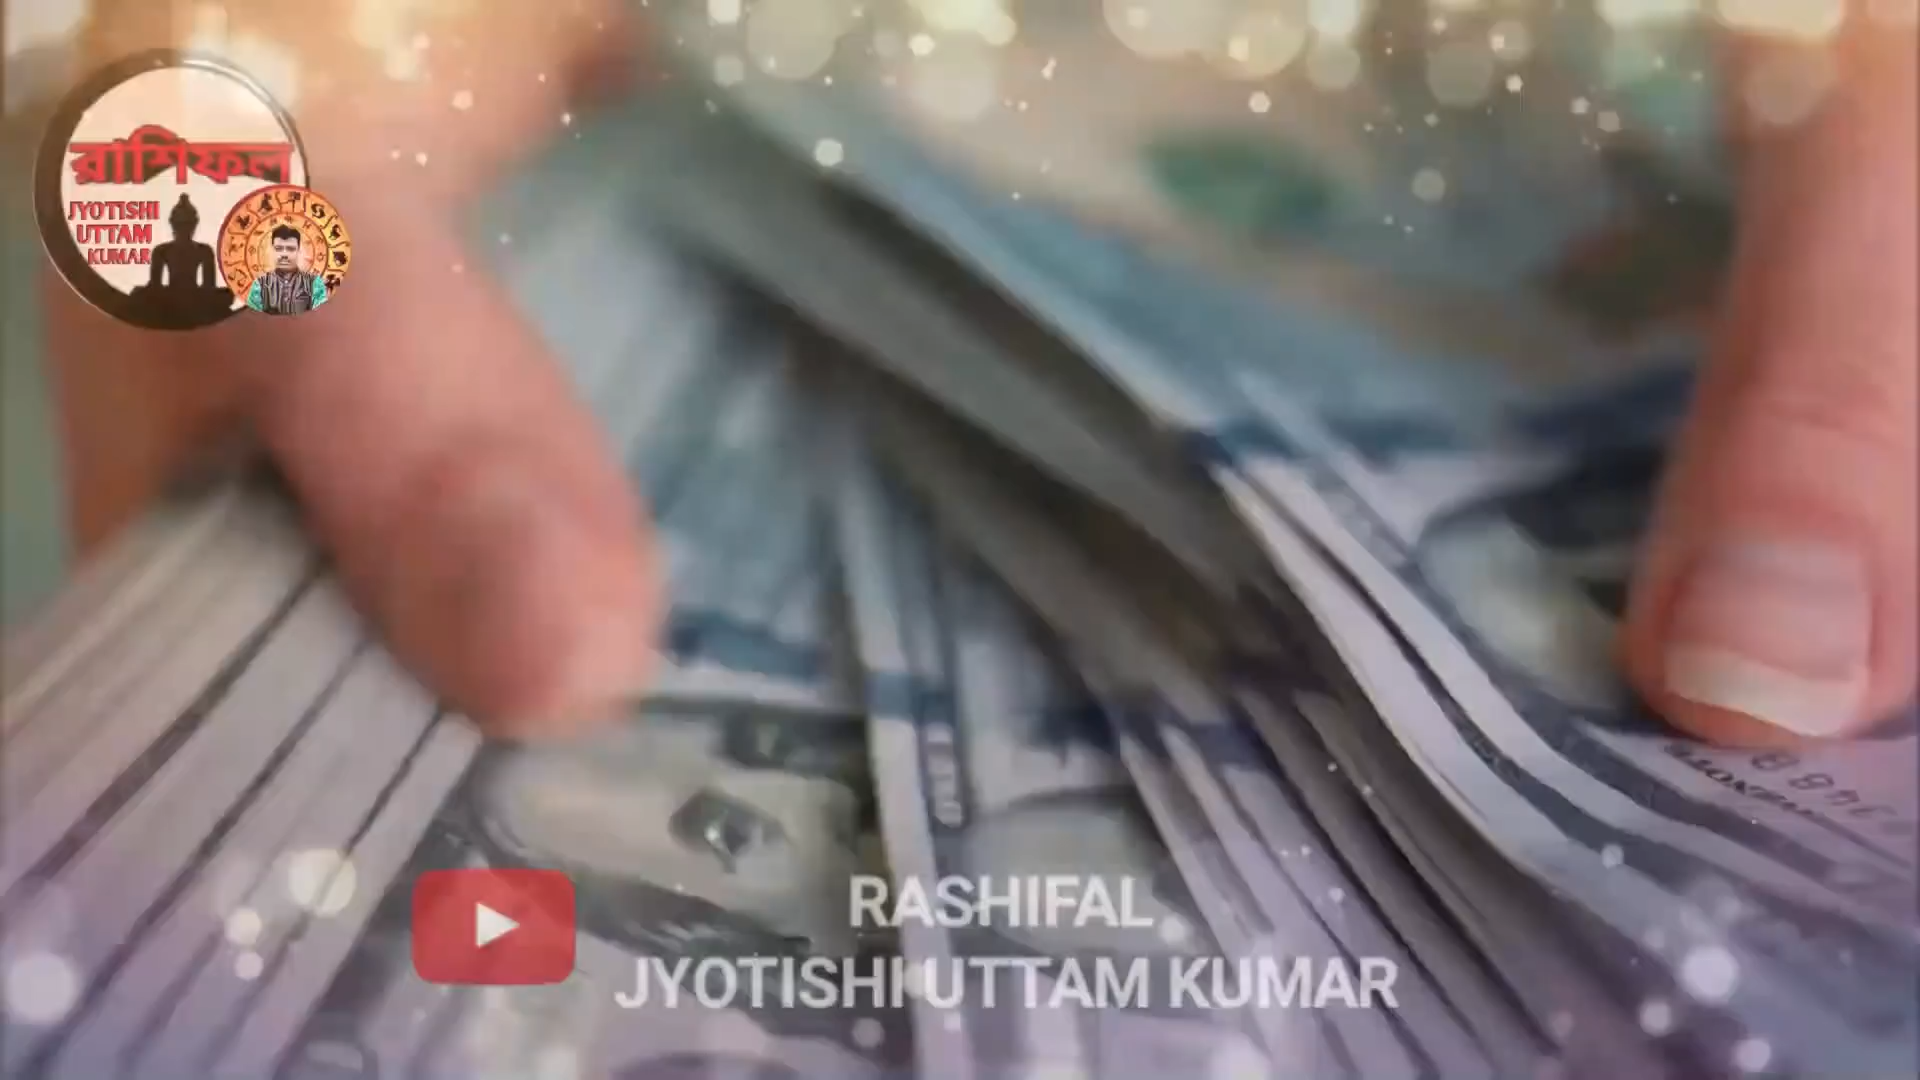 রাশিফল
JYOTISHI
UTTAM
KUMAR
RASHIFAL
JYOTISHI UTTAM KUMAR